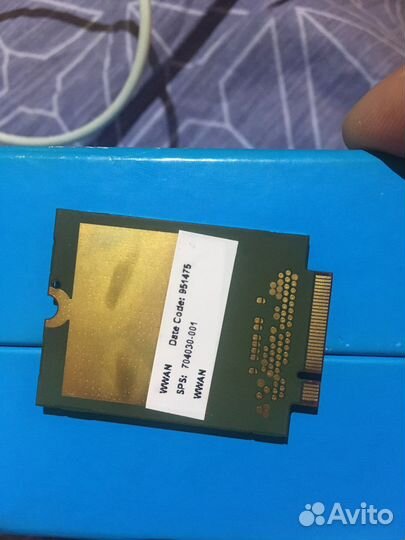 WWAN Date Code: 951475
SPS: 704030-001
WWAN
Avito